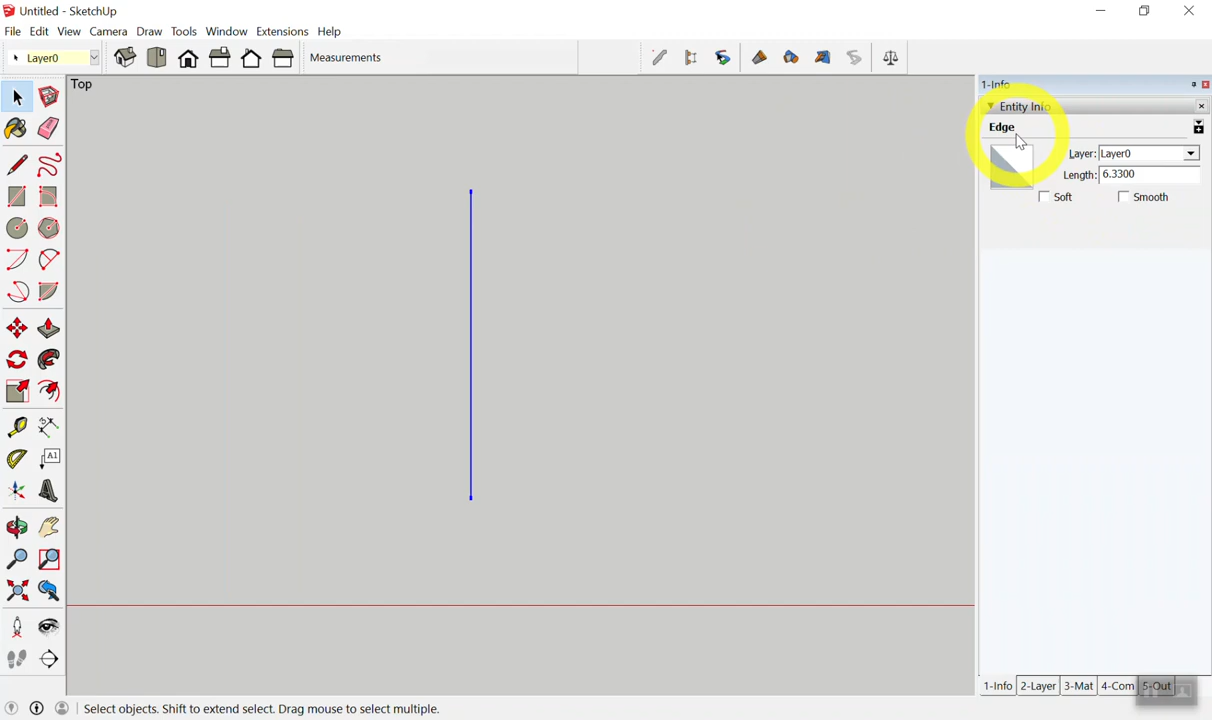 Untitled - SketchUp
File Edit View Camera Draw Tools Window Extensions Help
Layer0
Measurements
Top
1-Info
Entity Info
Edge
Layer: Layer0
Length: 6.3300
Soft Smooth
A1
1-Info 2-Layer 3-Mat 4-Com 5-Out
Select objects. Shift to extend select. Drag mouse to select multiple.